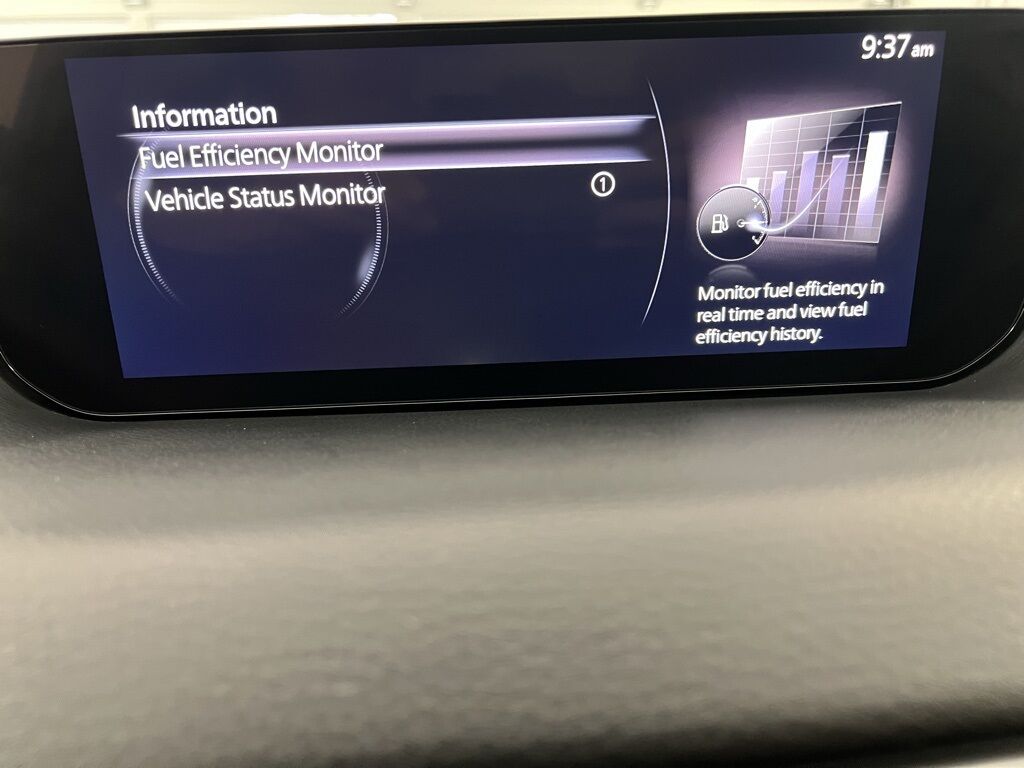 9:37 am
Information
Fuel Efficiency Monitor
Vehicle Status Monitor 1
Monitor fuel efficiency in
real time and view fuel
efficiency history.